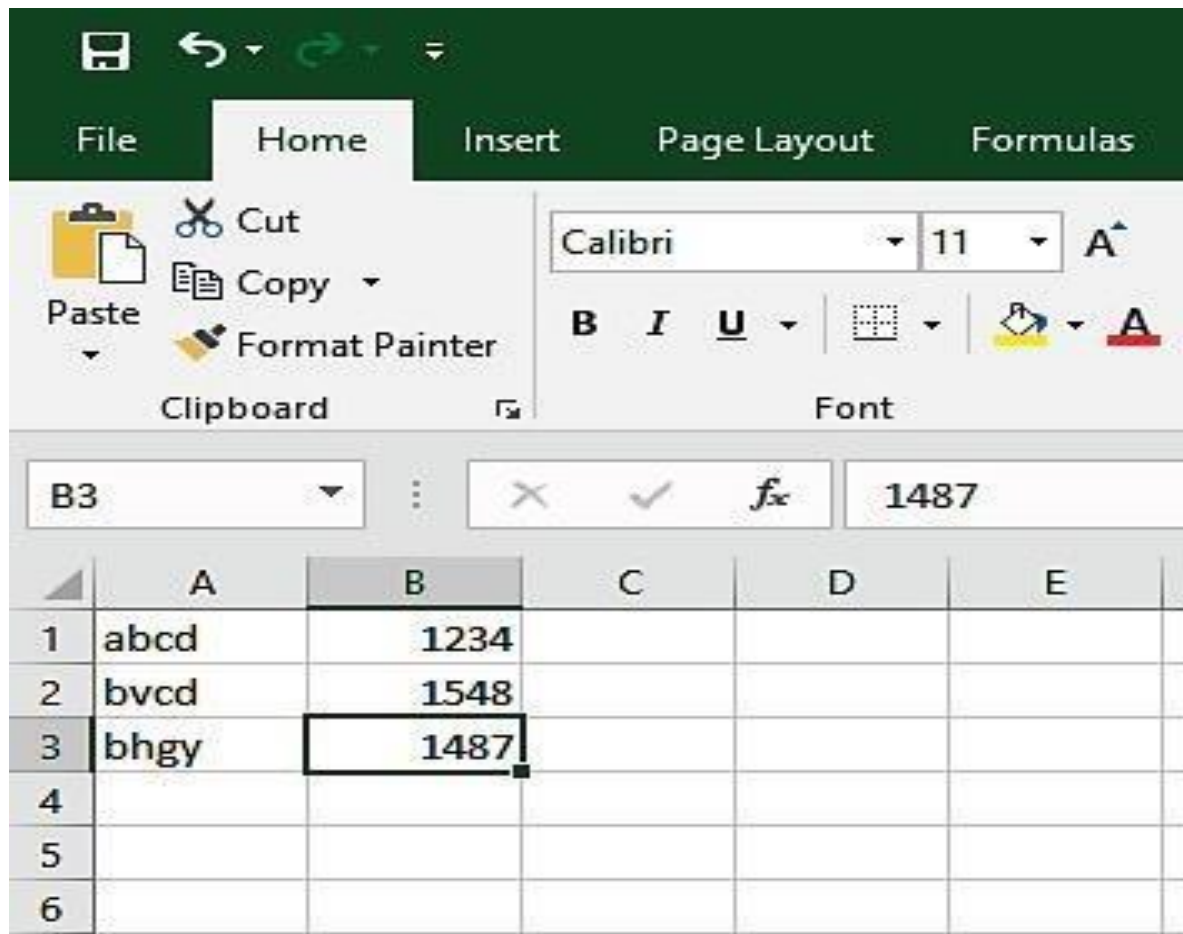 File Home Insert Page Layout Formulas
Cut
Copy
Paste
Format Painter
Clipboard
Calibri 11 A
B I U A
Font
B3 fx 1487
A B C D E
1 abcd 1234
2 bvcd 1548
3 bhgy 1487
4
5
6